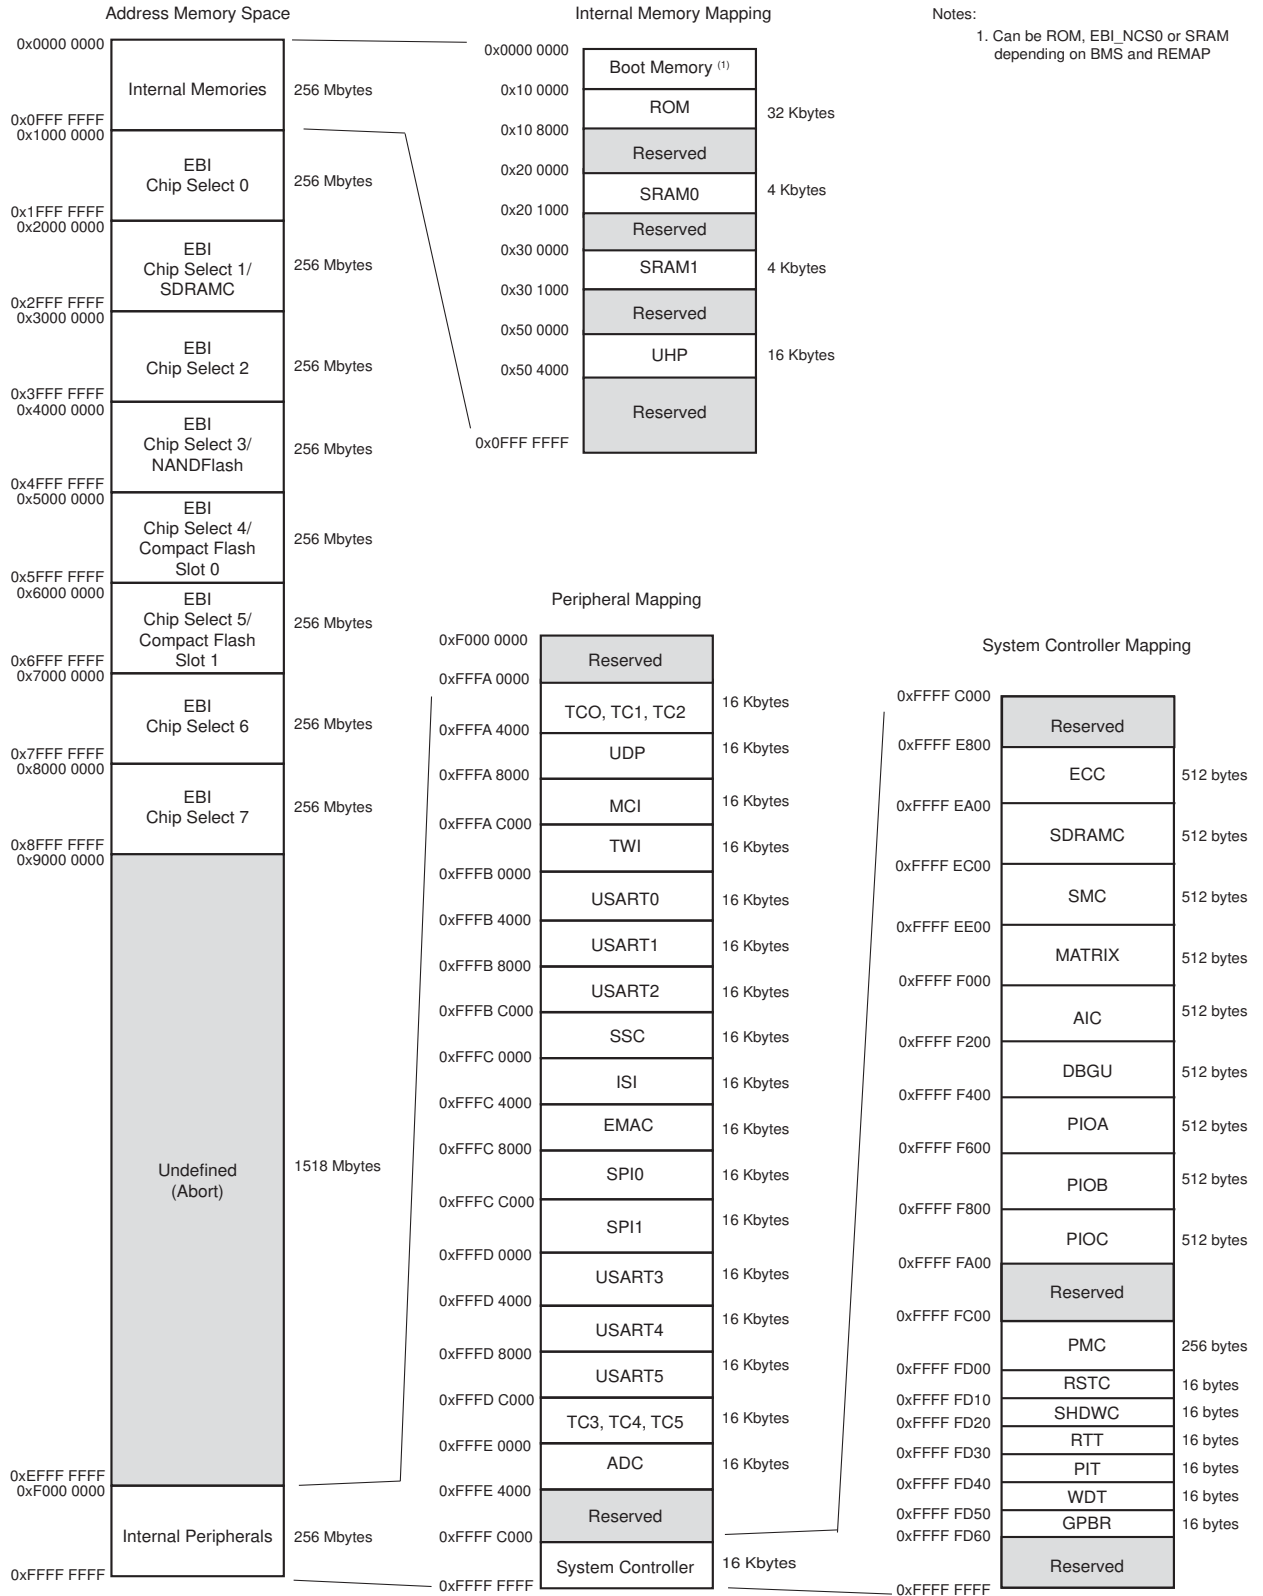 Address Memory Space
0x0000 0000
Internal Memories
256 Mbytes
0x0FFF FFFF
0x1000 0000
EBI
Chip Select 0
256 Mbytes
0x1FFF FFFF
0x2000 0000
EBI
Chip Select 1/
SDRAMC
256 Mbytes
0x2FFF FFFF
0x3000 0000
EBI
Chip Select 2
256 Mbytes
0x3FFF FFFF
0x4000 0000
EBI
Chip Select 3/
NANDFlash
256 Mbytes
0x4FFF FFFF
0x5000 0000
EBI
Chip Select 4/
Compact Flash
Slot 0
256 Mbytes
0x5FFF FFFF
0x6000 0000
EBI
Chip Select 5/
Compact Flash
Slot 1
256 Mbytes
0x6FFF FFFF
0x7000 0000
EBI
Chip Select 6
256 Mbytes
0x7FFF FFFF
0x8000 0000
EBI
Chip Select 7
256 Mbytes
0x8FFF FFFF
0x9000 0000
Undefined
(Abort)
1518 Mbytes
0xEFFF FFFF
0xF000 0000
Internal Peripherals
256 Mbytes
0xFFFF FFFF
Internal Memory Mapping
0x0000 0000
Boot Memory (1)
0x10 0000
ROM
32 Kbytes
0x10 8000
Reserved
0x20 0000
SRAM0
4 Kbytes
0x20 1000
Reserved
0x30 0000
SRAM1
4 Kbytes
0x30 1000
Reserved
0x50 0000
UHP
16 Kbytes
0x50 4000
Reserved
0x0FFF FFFF
Notes:
1. Can be ROM, EBI_NCS0 or SRAM
depending on BMS and REMAP
Peripheral Mapping
0xF000 0000
Reserved
0xFFFA 0000
TCO, TC1, TC2
16 Kbytes
0xFFFA 4000
UDP
16 Kbytes
0xFFFA 8000
MCI
16 Kbytes
0xFFFA C000
TWI
16 Kbytes
0xFFFB 0000
USART0
16 Kbytes
0xFFFB 4000
USART1
16 Kbytes
0xFFFB 8000
USART2
16 Kbytes
0xFFFB C000
SSC
16 Kbytes
0xFFFC 0000
ISI
16 Kbytes
0xFFFC 4000
EMAC
16 Kbytes
0xFFFC 8000
SPI0
16 Kbytes
0xFFFC C000
SPI1
16 Kbytes
0xFFFD 0000
USART3
16 Kbytes
0xFFFD 4000
USART4
16 Kbytes
0xFFFD 8000
USART5
16 Kbytes
0xFFFD C000
TC3, TC4, TC5
16 Kbytes
0xFFFE 0000
ADC
16 Kbytes
0xFFFE 4000
Reserved
0xFFFF C000
System Controller
16 Kbytes
0xFFFF FFFF
System Controller Mapping
0xFFFF C000
Reserved
0xFFFF E800
ECC
512 bytes
0xFFFF EA00
SDRAMC
512 bytes
0xFFFF EC00
SMC
512 bytes
0xFFFF EE00
MATRIX
512 bytes
0xFFFF F000
AIC
512 bytes
0xFFFF F200
DBGU
512 bytes
0xFFFF F400
PIOA
512 bytes
0xFFFF F600
PIOB
512 bytes
0xFFFF F800
PIOC
512 bytes
0xFFFF FA00
Reserved
0xFFFF FC00
PMC
256 bytes
0xFFFF FD00
RSTC
16 bytes
0xFFFF FD10
SHDWC
16 bytes
0xFFFF FD20
RTT
16 bytes
0xFFFF FD30
PIT
16 bytes
0xFFFF FD40
WDT
16 bytes
0xFFFF FD50
GPBR
16 bytes
0xFFFF FD60
Reserved
0xFFFF FFFF